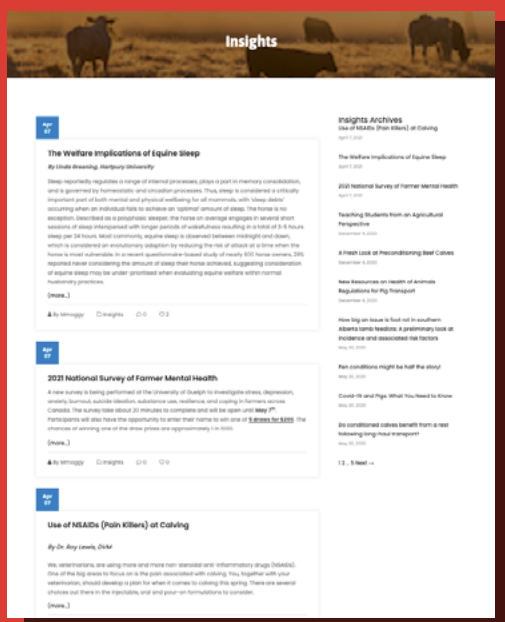 Insights
Apr
07
The Welfare Implications of Equine Sleep
By Linda Greening, Hartpury University
Sleep reportedly regulates a range of internal processes, plays a part in memory consolidation,
and is governed by homeostatic and circadian processes. Thus, sleep is considered a critically
important part of both mental and physical wellbeing for all mammals, with 'sleep debts'
occurring when an individual fails to achieve an 'optimal' amount of sleep. The horse is no
exception. Described as a polyphasic sleeper, the horse on average engages in several short
sessions of sleep interspersed with longer periods of wakefulness resulting in a total of 3-5 hours
sleep per 24 hours. Most commonly, equine sleep is observed between midnight and dawn,
which is considered an evolutionary adaption by reducing the risk of attack at a time when the
horse is most vulnerable. In a recent questionnaire-based study of nearly 600 horse owners,
reported never considering the amount of sleep their horse achieved, suggesting consideration
of equine sleep may be under-prioritised when evaluating equine welfare within normal
husbandry practices.
(more…)
By Mmoggy Insights 0 2
Apr
07
2021 National Survey of Farmer Mental Health
A new survey is being performed at the University of Guelph to investigate stress, depression,
anxiety, burnout, suicide ideation, substance use, resilience, and coping in farmers across
Canada. The survey take about 20 minutes to complete and will be open until May 7th.
Participants will also have the opportunity to enter their name to win one of 5 draws for $200. The
chances of winning one of the draw prizes are approximately 1 in
(more…)
By Mmoggy Insights 0 0
Apr
07
Use of NSAIDs (Pain Killers) at Calving
By Dr. Roy Lewis, DVM
We, veterinarians, are using more and more non-steroidal anti-inflammatory drugs (NSAIDs).
One of the big areas to focus on is the pain associated with calving. You, together with your
veterinarian, should develop a plan for when it comes to calving this spring. There are several
choices out there in the injectable, oral and pour-on formulations to consider.
(more…)
Insights Archives
Use of NSAIDs (Pain Killers) at Calving
April 7, 2021
The Welfare Implications of Equine Sleep
April 7, 2021
2021 National Survey of Farmer Mental Health
April 7, 2021
Teaching Students from an Agricultural
Perspective
December 9, 2020
A Fresh Look at Preconditioning Beef Calves
December 9, 2020
New Resources on Health of Animals
Regulations for Pig Transport
December 4, 2020
How big an issue is foot rot in southern
Alberta lamb feedlots: A preliminary look at
incidence and associated risk factors
May 20, 2020
Pen conditions might be half the story!
May 20, 2020
Covid-19 and Pigs: What You Need to Know
May 20, 2020
Do conditioned calves benefit from a rest
following long-haul transport?
May 20, 2020
1 2 … 5 Next →